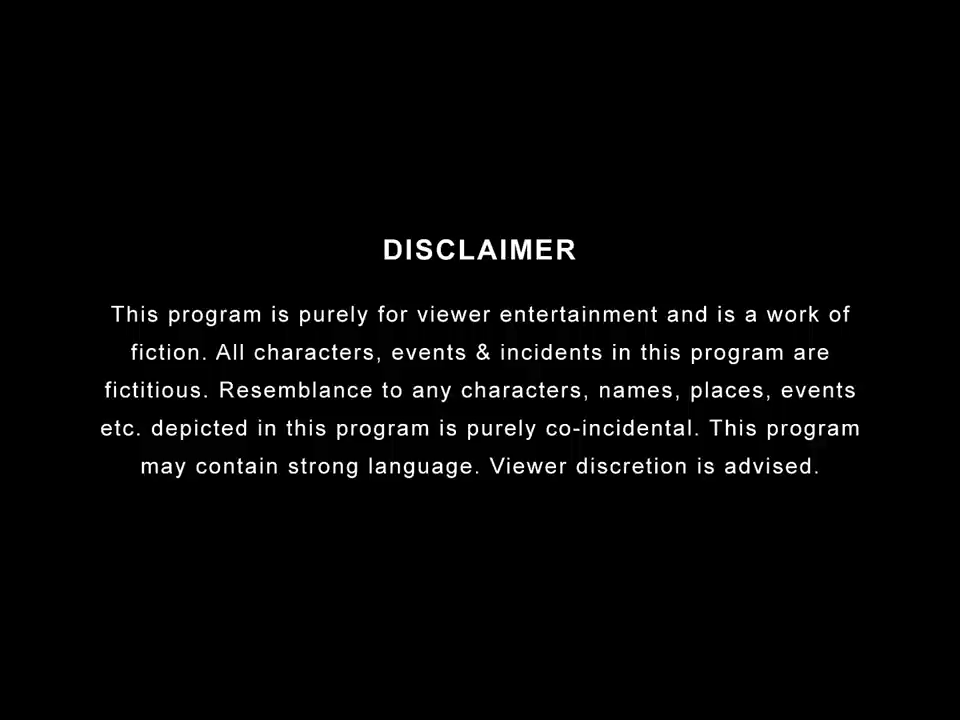 DISCLAIMER
This program is purely for viewer entertainment and is a work of
fiction. All characters, events & incidents in this program are
fictitious. Resemblance to any characters, names, places, events
etc. depicted in this program is purely co-incidental. This program
may contain strong language. Viewer discretion is advised.